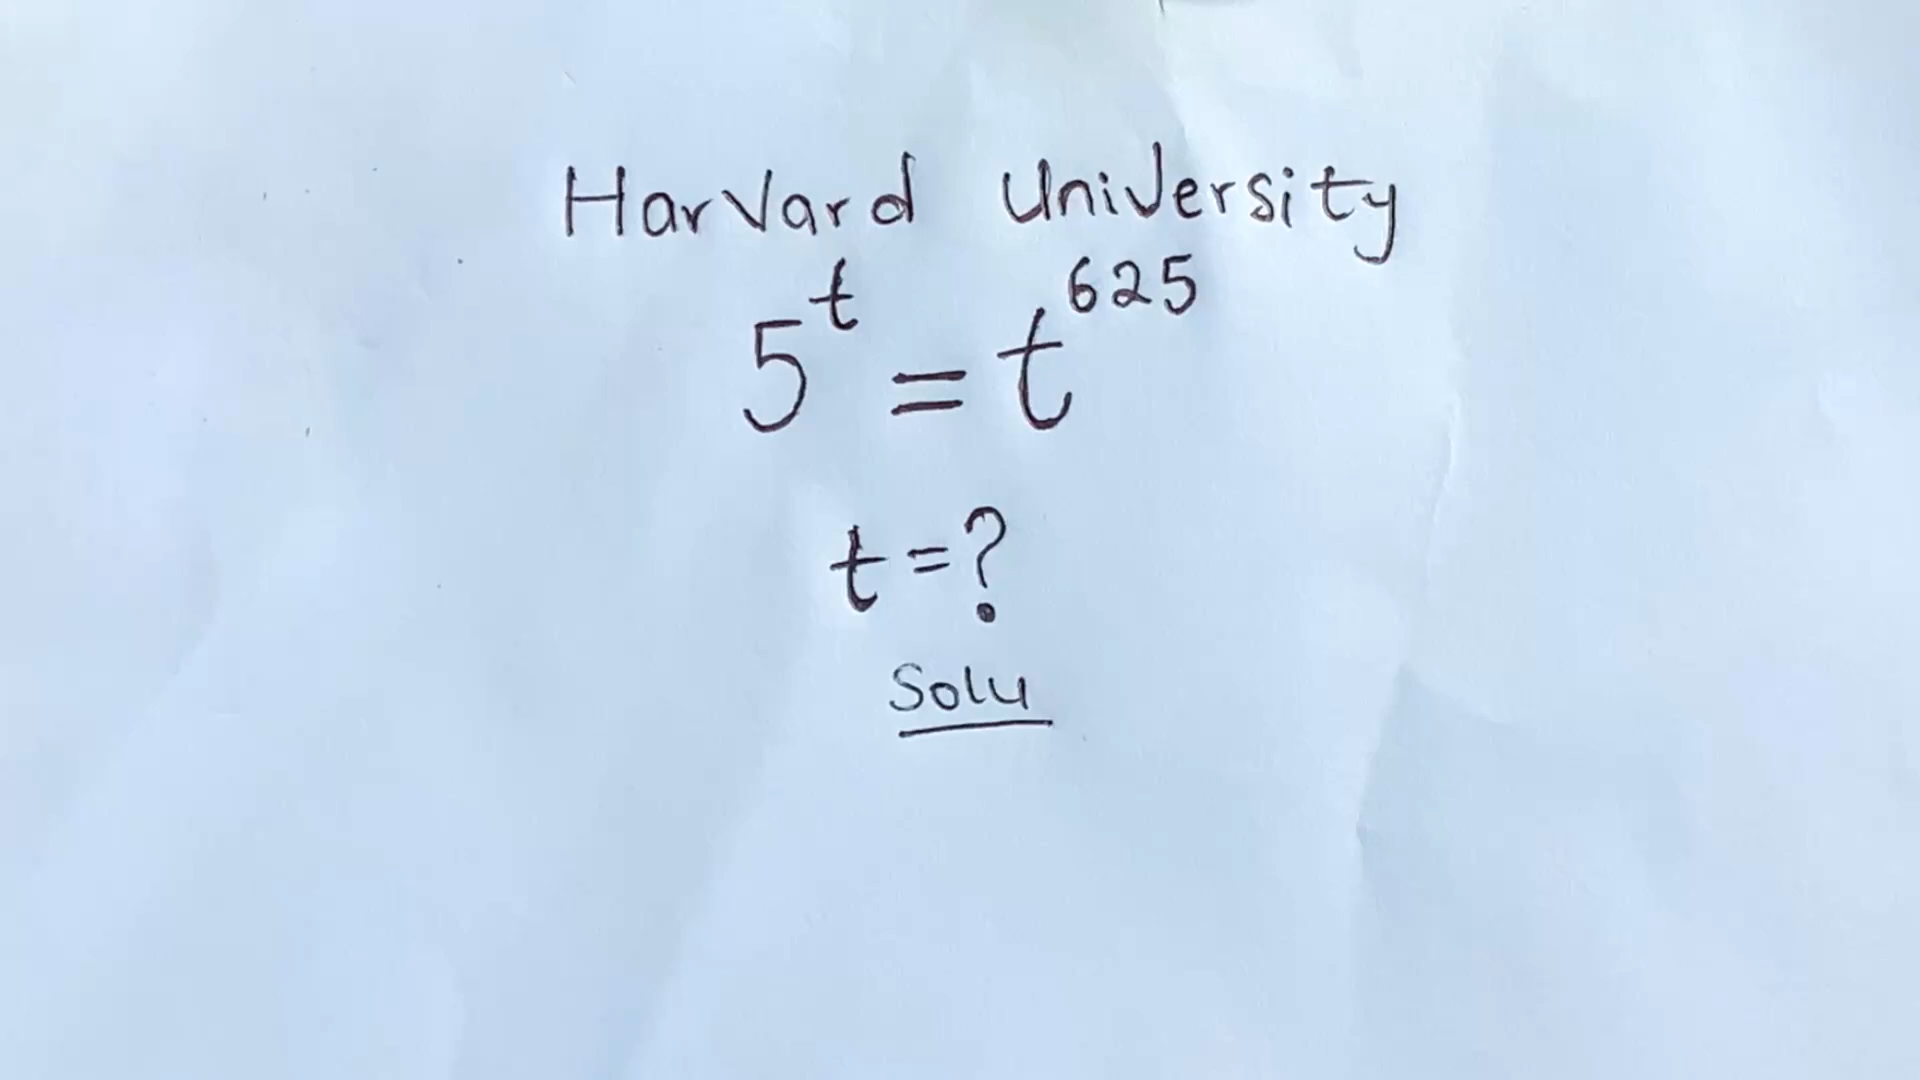 Harvard University
5^t = t^625
t = ?
Solu